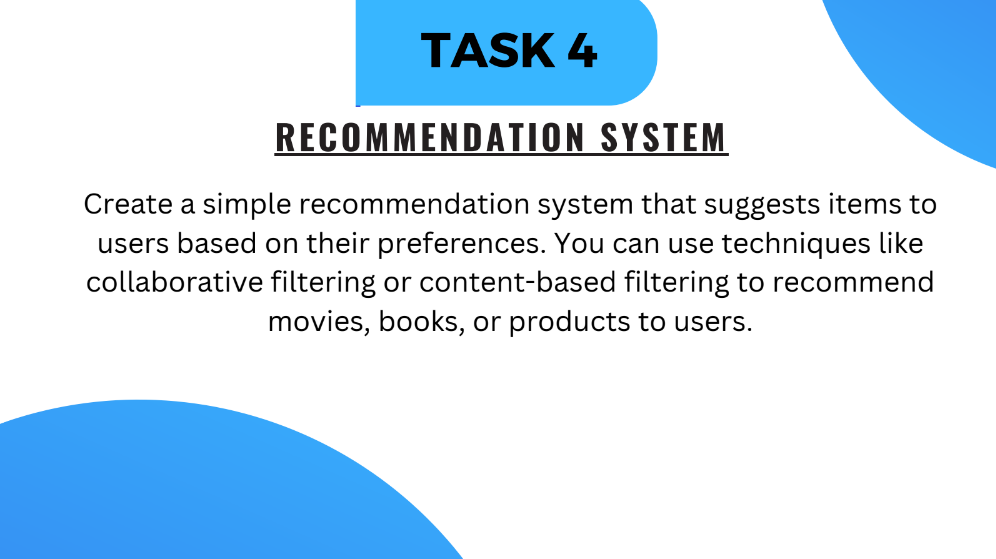 TASK 4
RECOMMENDATION SYSTEM
Create a simple recommendation system that suggests items to
users based on their preferences. You can use techniques like
collaborative filtering or content-based filtering to recommend
movies, books, or products to users.